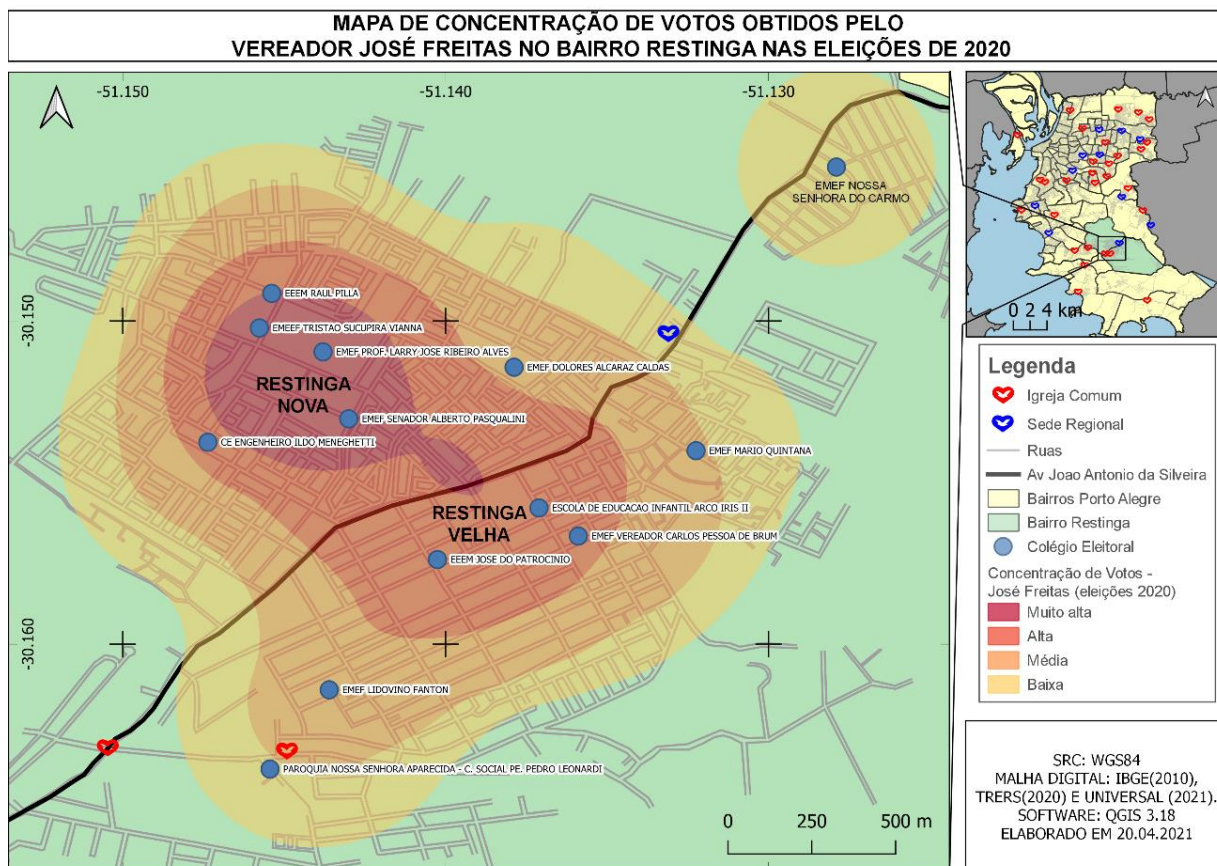 MAPA DE CONCENTRAÇÃO DE VOTOS OBTIDOS PELO
VEREADOR JOSÉ FREITAS NO BAIRRO RESTINGA NAS ELEIÇÕES DE 2020
-51.150
-51.140
-51.130
EMEF NOSSA
SENHORA DO CARMO
EEEM RAUL PILLA
-30.150
EMEEF TRISTAO SUCUPIRA VIANNA
EMEF PROF. LARRY JOSE RIBEIRO ALVES
EMEF DOLORES ALCARAZ CALDAS
RESTINGA
NOVA
EMEF SENADOR ALBERTO PASQUALINI
CE ENGENHEIRO ILDO MENEGHETTI
EMEF MARIO QUINTANA
ESCOLA DE EDUCACAO INFANTIL ARCO IRIS II
RESTINGA
VELHA
EMEF VEREADOR CARLOS PESSOA DE BRUM
EEEM JOSE DO PATROCINIO
-30.160
EMEF LIDOVINO FANTON
PAROQUIA NOSSA SENHORA APARECIDA - C. SOCIAL PE. PEDRO LEONARDI
0 250 500 m
0 2 4 km
Legenda
Igreja Comum
Sede Regional
Ruas
Av Joao Antonio da Silveira
Bairros Porto Alegre
Bairro Restinga
Colégio Eleitoral
Concentração de Votos -
José Freitas (eleições 2020)
Muito alta
Alta
Média
Baixa
SRC: WGS84
MALHA DIGITAL: IBGE(2010),
TRERS(2020) E UNIVERSAL (2021).
SOFTWARE: QGIS 3.18
ELABORADO EM 20.04.2021